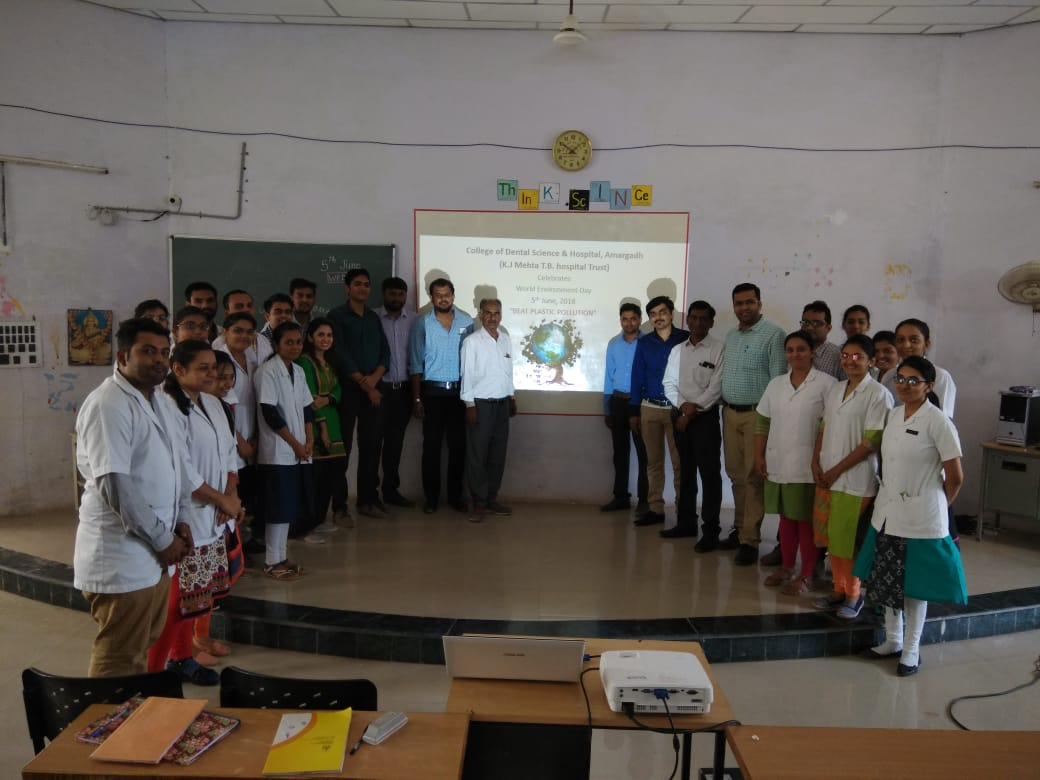 ThInK.ScIENCe
College of Dental Science & Hospital, Amargadh
(K.J Mehta T.B. hospital Trust)
Celebrates
World Environment Day
5th June, 2018
"BEAT PLASTIC POLLUTION"
5th June